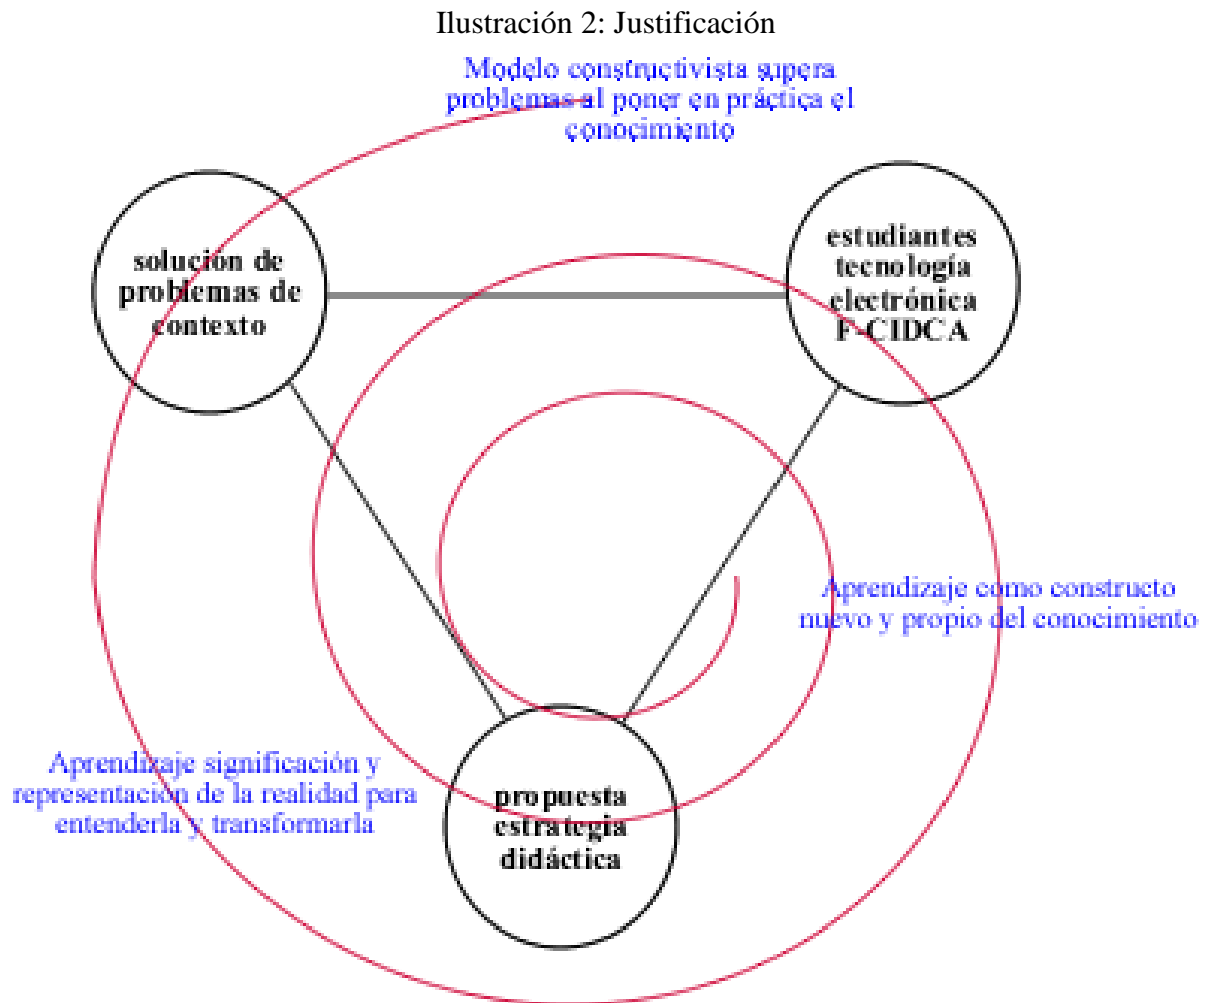 Ilustración 2: Justificación
Modelo constructivista supera
problemas al poner en práctica el
conocimiento
solución de
problemas de
contexto
estudiantes
tecnología
electrónica
F-CIDCA
Aprendizaje como constructo
nuevo y propio del conocimiento
Aprendizaje significación y
representación de la realidad para
entenderla y transformarla
propuesta
estrategia
didáctica